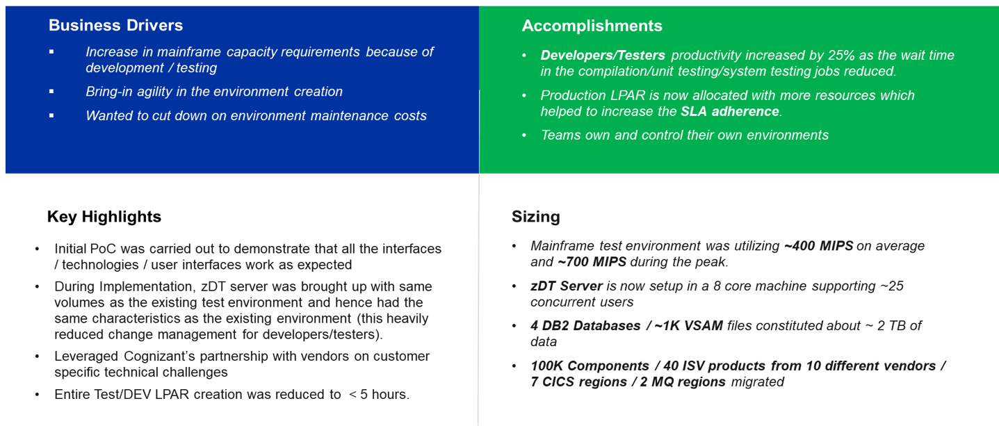 Business Drivers
▪ Increase in mainframe capacity requirements because of
development / testing
▪ Bring-in agility in the environment creation
▪ Wanted to cut down on environment maintenance costs
Accomplishments
• Developers/Testers productivity increased by 25% as the wait time
in the compilation/unit testing/system testing jobs reduced.
• Production LPAR is now allocated with more resources which
helped to increase the SLA adherence.
• Teams own and control their own environments
Key Highlights
• Initial PoC was carried out to demonstrate that all the interfaces
/ technologies / user interfaces work as expected
• During Implementation, zDT server was brought up with same
volumes as the existing test environment and hence had the
same characteristics as the existing environment (this heavily
reduced change management for developers/testers).
• Leveraged Cognizant's partnership with vendors on customer
specific technical challenges
• Entire Test/DEV LPAR creation was reduced to < 5 hours.
Sizing
• Mainframe test environment was utilizing ~400 MIPS on average
and ~700 MIPS during the peak.
• zDT Server is now setup in a 8 core machine supporting ~25
concurrent users
• 4 DB2 Databases / ~1K VSAM files constituted about ~ 2 TB of
data
• 100K Components / 40 ISV products from 10 different vendors /
7 CICS regions / 2 MQ regions migrated